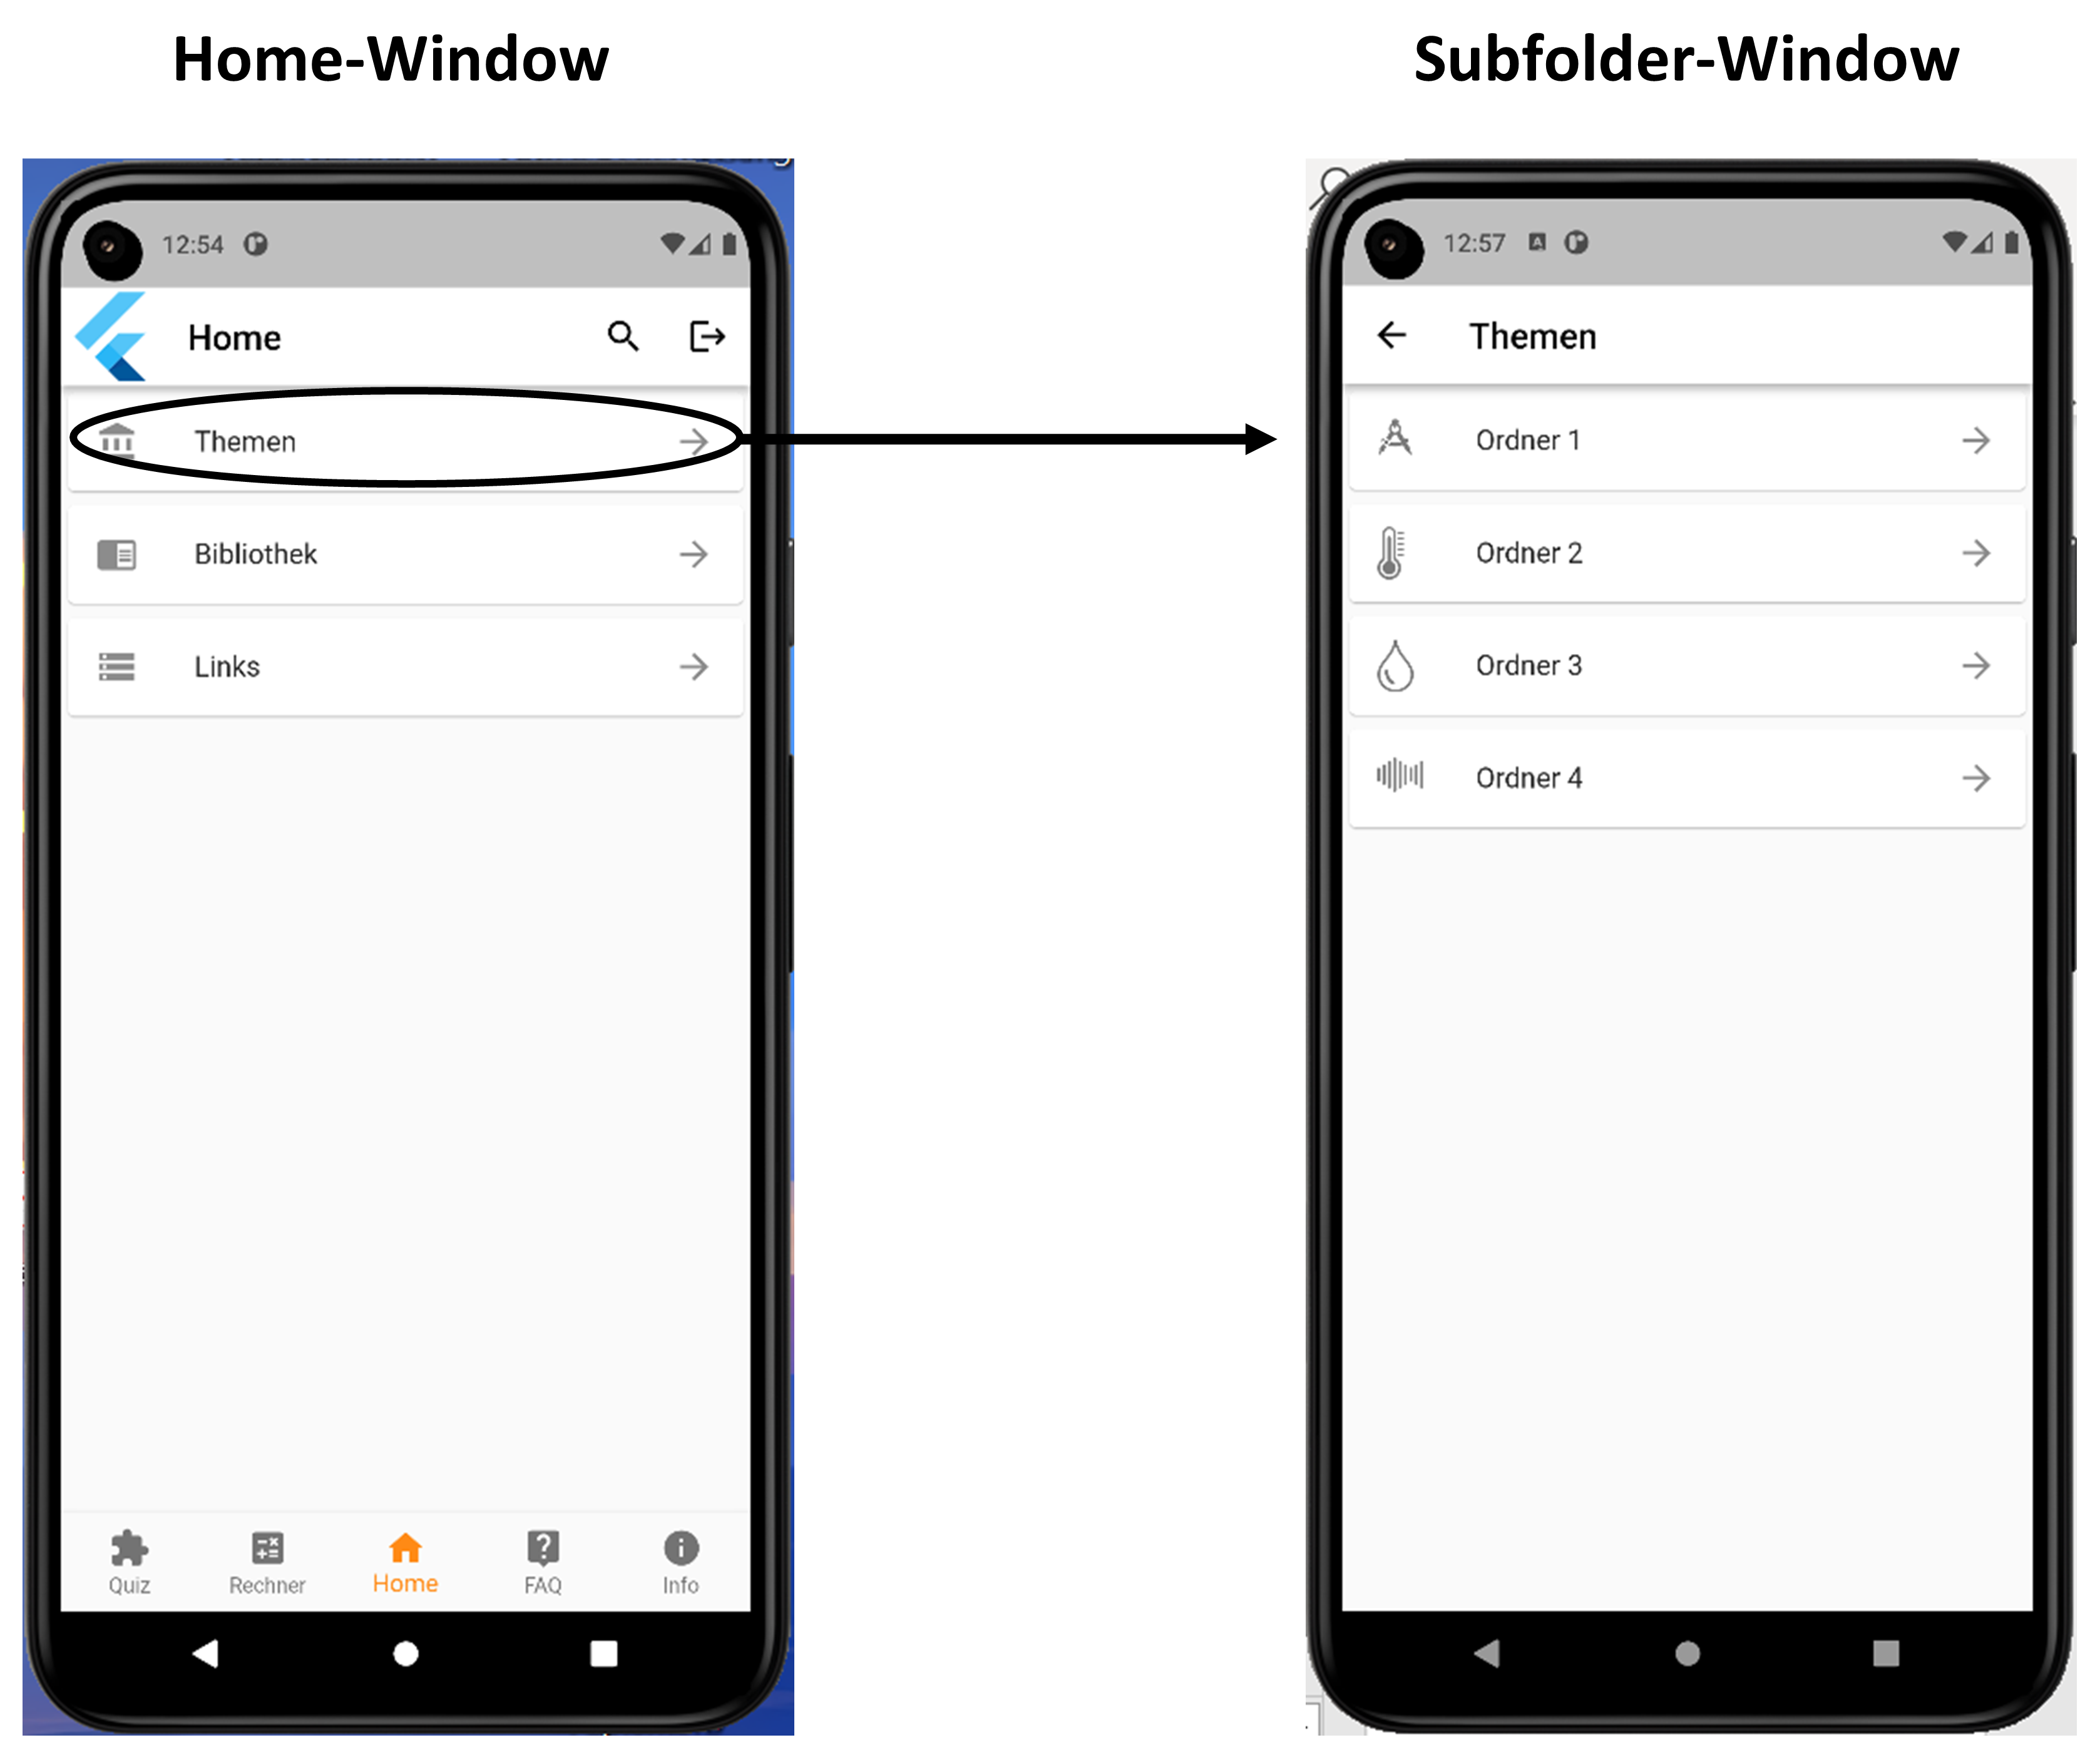 Home-Window
Subfolder-Window
12:54
Home
Themen
Bibliothek
Links
Quiz
Rechner
Home
FAQ
Info
12:57
A
Themen
Ordner 1
Ordner 2
Ordner 3
Ordner 4